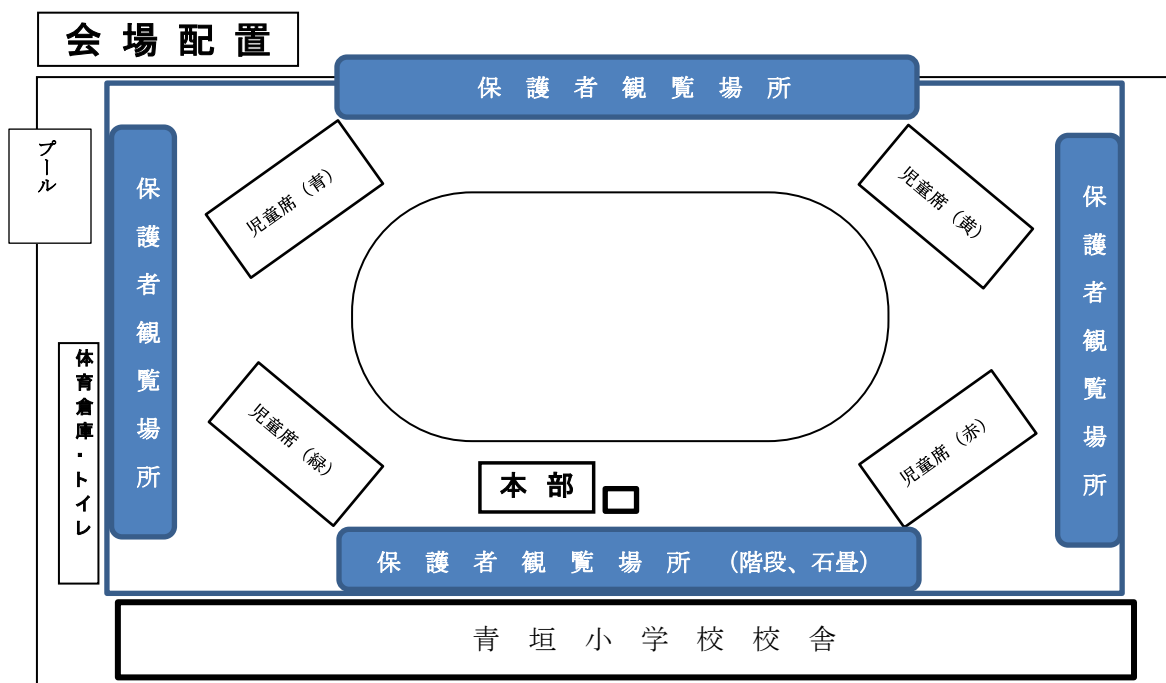 会場配置
保護者観覧場所
プール
保護者観覧場所
児童席（青）
児童席（黄）
保護者観覧場所
体育倉庫・トイレ
児童席（緑）
児童席（赤）
本部
保護者観覧場所（階段、石畳）
青垣小学校校舎